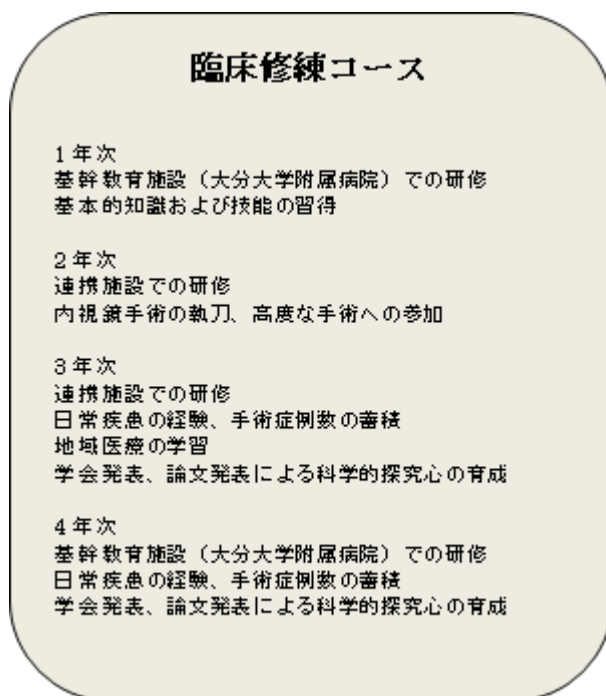 臨床修練コース
1年次
基幹教育施設（大分大学附属病院）での研修
基本的知識および技能の習得
2年次
連携施設での研修
内視鏡手術の執刀、高度な手術への参加
3年次
連携施設での研修
日常疾患の経験、手術症例数の蓄積
地域医療の学習
学会発表、論文発表による科学的探究心の育成
4年次
基幹教育施設（大分大学附属病院）での研修
日常疾患の経験、手術症例数の蓄積
学会発表、論文発表による科学的探究心の育成